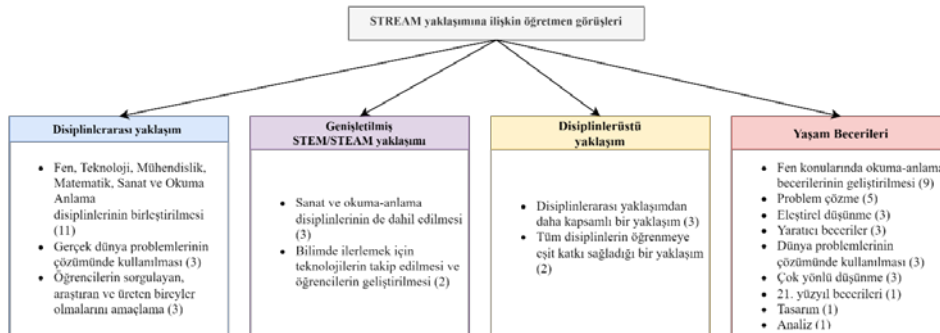 STREAM yaklaşımına ilişkin öğretmen görüşleri
Disiplinlerarası yaklaşım
• Fen, Teknoloji, Mühendislik,
Matematik, Sanat ve Okuma
Anlama
disiplinlerinin birleştirilmesi
(11)
• Gerçek dünya problemlerinin
çözümünde kullanılması (3)
• Öğrencilerin sorgulayan,
araştıran ve üreten bireyler
olmalarını amaçlama (3)
Genişletilmiş
STEM/STEAM yaklaşımı
• Sanat ve okuma-anlama
disiplinlerinin de dahil edilmesi
(3)
• Bilimde ilerlemek için
teknolojilerin takip edilmesi ve
öğrencilerin geliştirilmesi (2)
Disiplinlerüstü
yaklaşım
• Disiplinlerarası yaklaşımdan
daha kapsamlı bir yaklaşım (3)
• Tüm disiplinlerin öğrenmeye
eşit katkı sağladığı bir yaklaşım
(2)
Yaşam Becerileri
• Fen konularında okuma-anlama
becerilerinin geliştirilmesi (9)
• Problem çözme (5)
• Eleştirel düşünme (3)
• Yaratıcı beceriler (3)
• Dünya problemlerinin
çözümünde kullanılması (3)
• Çok yönlü düşünme (3)
• 21. yüzyıl becerileri (1)
• Tasarım (1)
• Analiz (1)